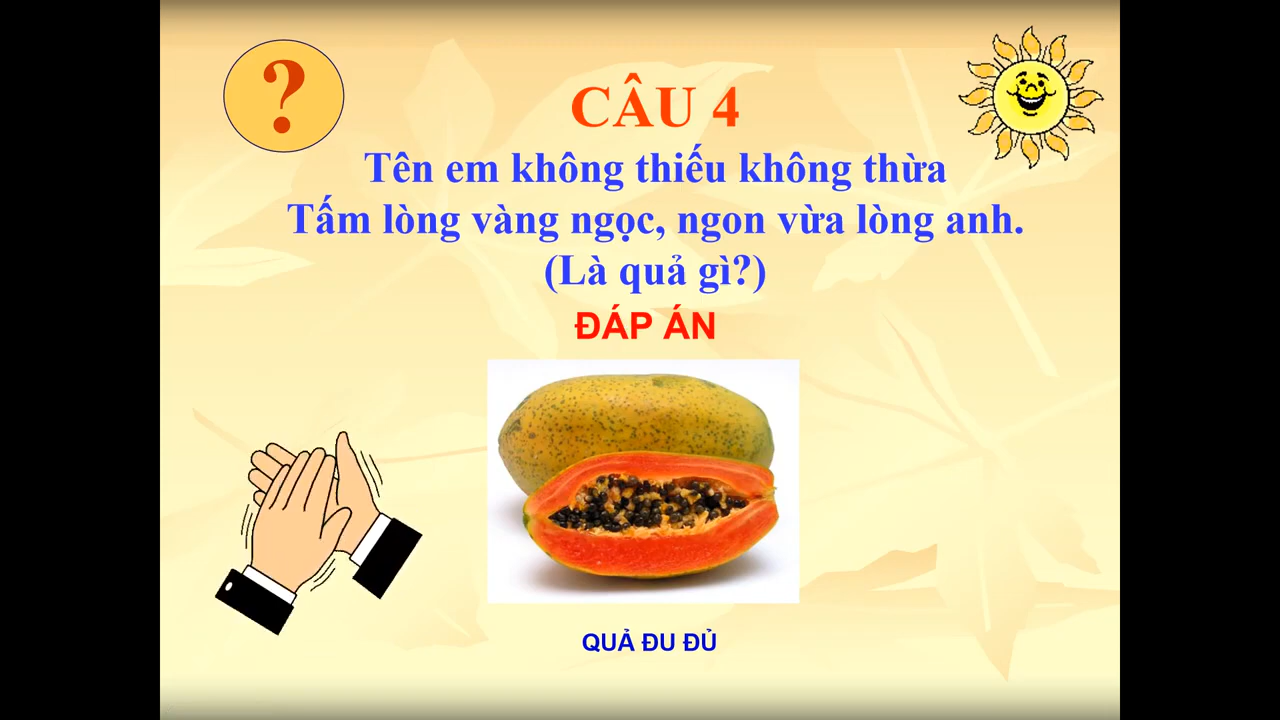 ?
CÂU 4
Tên em không thiếu không thừa
Tấm lòng vàng ngọc, ngon vừa lòng anh.
(Là quả gì?)
ĐÁP ÁN
QUẢ ĐU ĐỦ